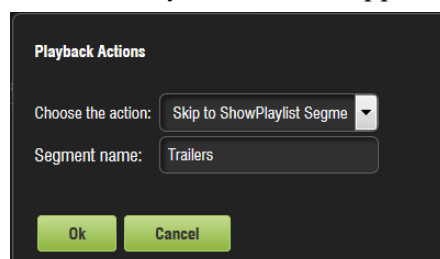 Playback Actions
Choose the action: Skip to ShowPlaylist Segme
Segment name: Trailers
Ok Cancel